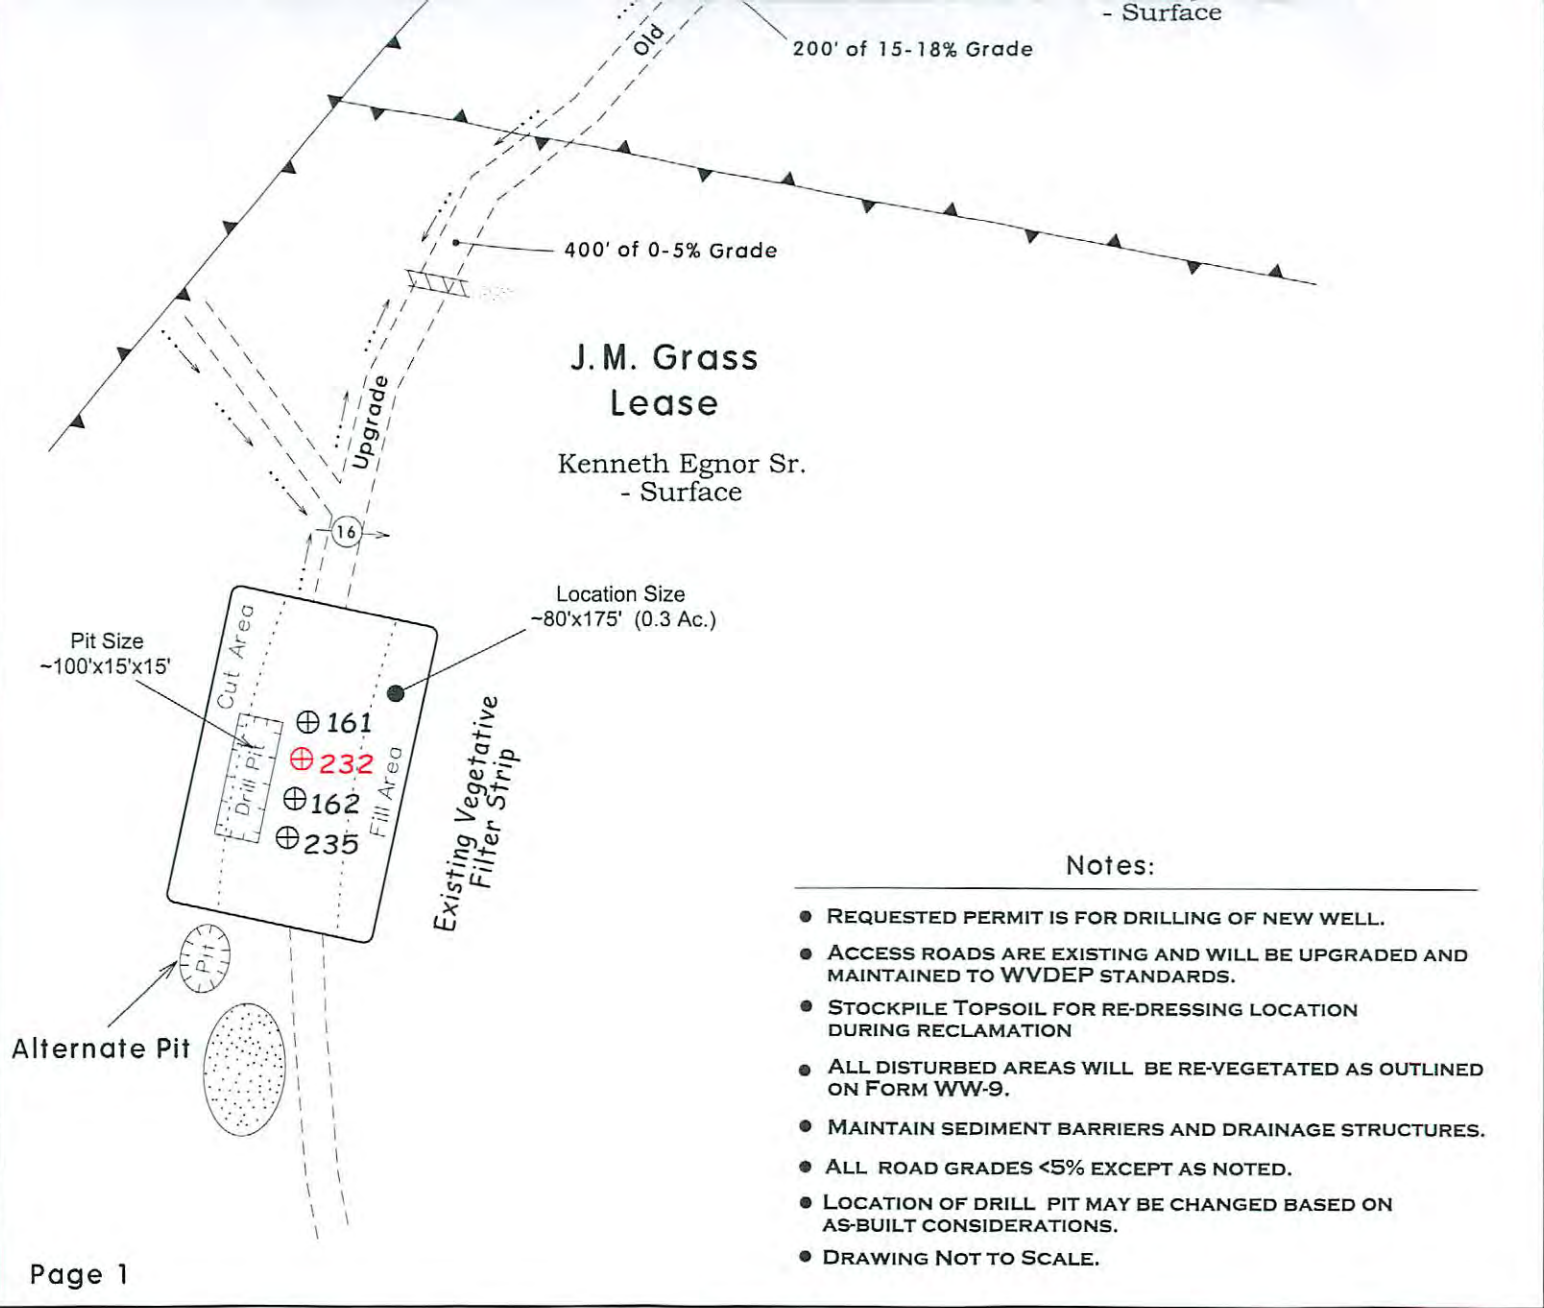 - Surface
Old
200' of 15-18% Grade
400' of 0-5% Grade
J.M. Grass
Lease
Kenneth Egnor Sr.
- Surface
Upgrade
16
Location Size
~80'x175' (0.3 Ac.)
Pit Size
~100'x15'x15'
Cut Area
Drill Pit
161
232
162
235
Fill Area
Existing Vegetative
Filter Strip
Pit
Alternate Pit
Notes:
● REQUESTED PERMIT IS FOR DRILLING OF NEW WELL.
● ACCESS ROADS ARE EXISTING AND WILL BE UPGRADED AND
MAINTAINED TO WVDEP STANDARDS.
● STOCKPILE TOPSOIL FOR RE-DRESSING LOCATION
DURING RECLAMATION
● ALL DISTURBED AREAS WILL BE RE-VEGETATED AS OUTLINED
ON FORM WW-9.
● MAINTAIN SEDIMENT BARRIERS AND DRAINAGE STRUCTURES.
● ALL ROAD GRADES <5% EXCEPT AS NOTED.
● LOCATION OF DRILL PIT MAY BE CHANGED BASED ON
AS-BUILT CONSIDERATIONS.
● DRAWING NOT TO SCALE.
Page 1